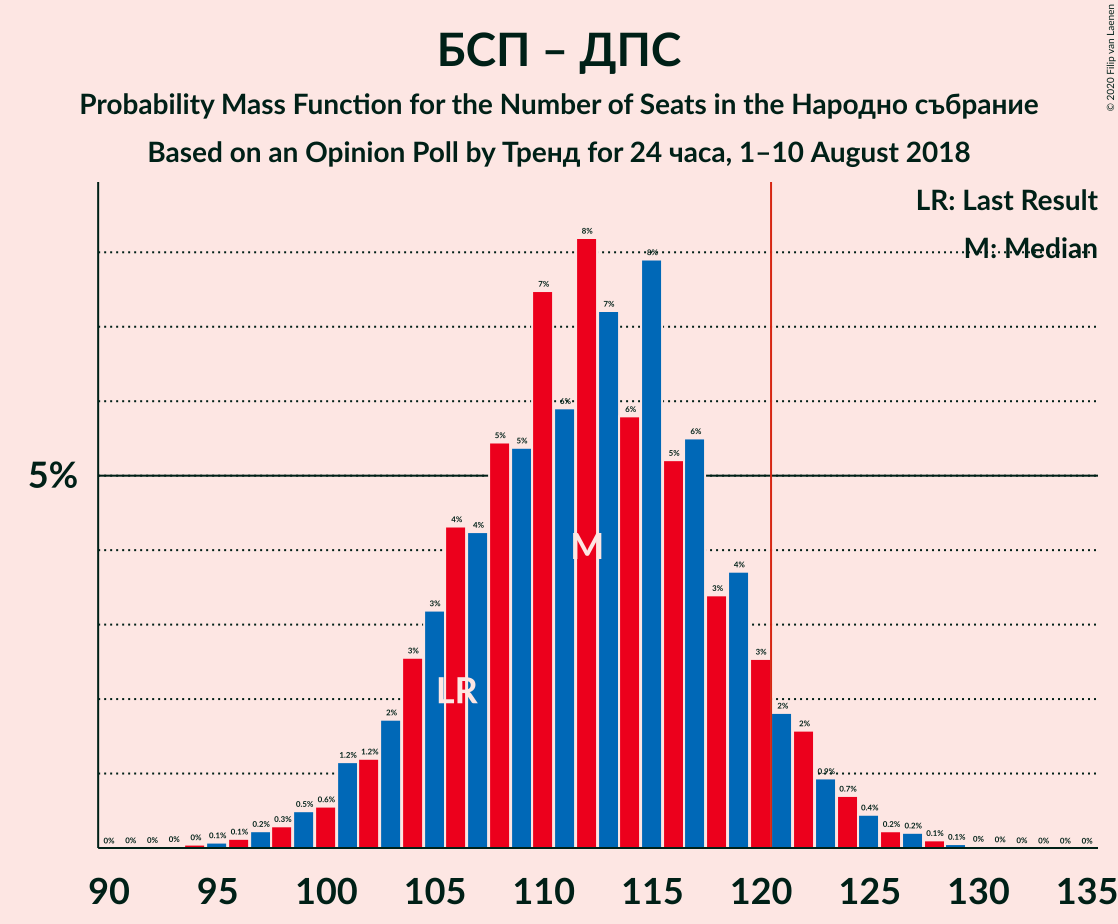 © 2020 Filip van Laenen
БСП – ДПС
Probability Mass Function for the Number of Seats in the Народно събрание
Based on an Opinion Poll by Тренд for 24 часа, 1–10 August 2018
LR: Last Result
M: Median
5%
0% 0% 0% 0% 0% 0.1% 0.1% 0.2% 0.3% 0.5% 0.6% 1.2% 1.2% 2% 3% 3% 4% 4% 5% 5% 7% 6% 8% 7% 6% 8% 5% 6% 3% 4% 3% 2% 2% 0.9% 0.7% 0.4% 0.2% 0.2% 0.1% 0.1% 0% 0% 0% 0% 0% 0%
M
LR
90 95 100 105 110 115 120 125 130 135